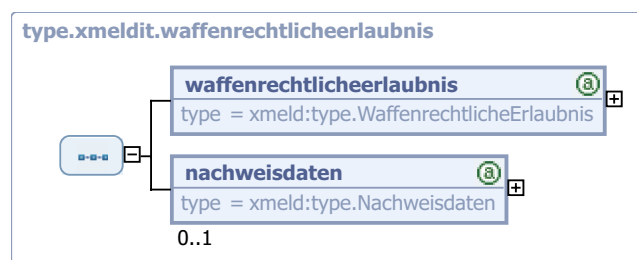 type.xmeldit.waffenrechtlicheerlaubnis
waffenrechtlicheerlaubnis
type = xmeld:type.WaffenrechtlicheErlaubnis
nachweisdaten
type = xmeld:type.Nachweisdaten
0..1